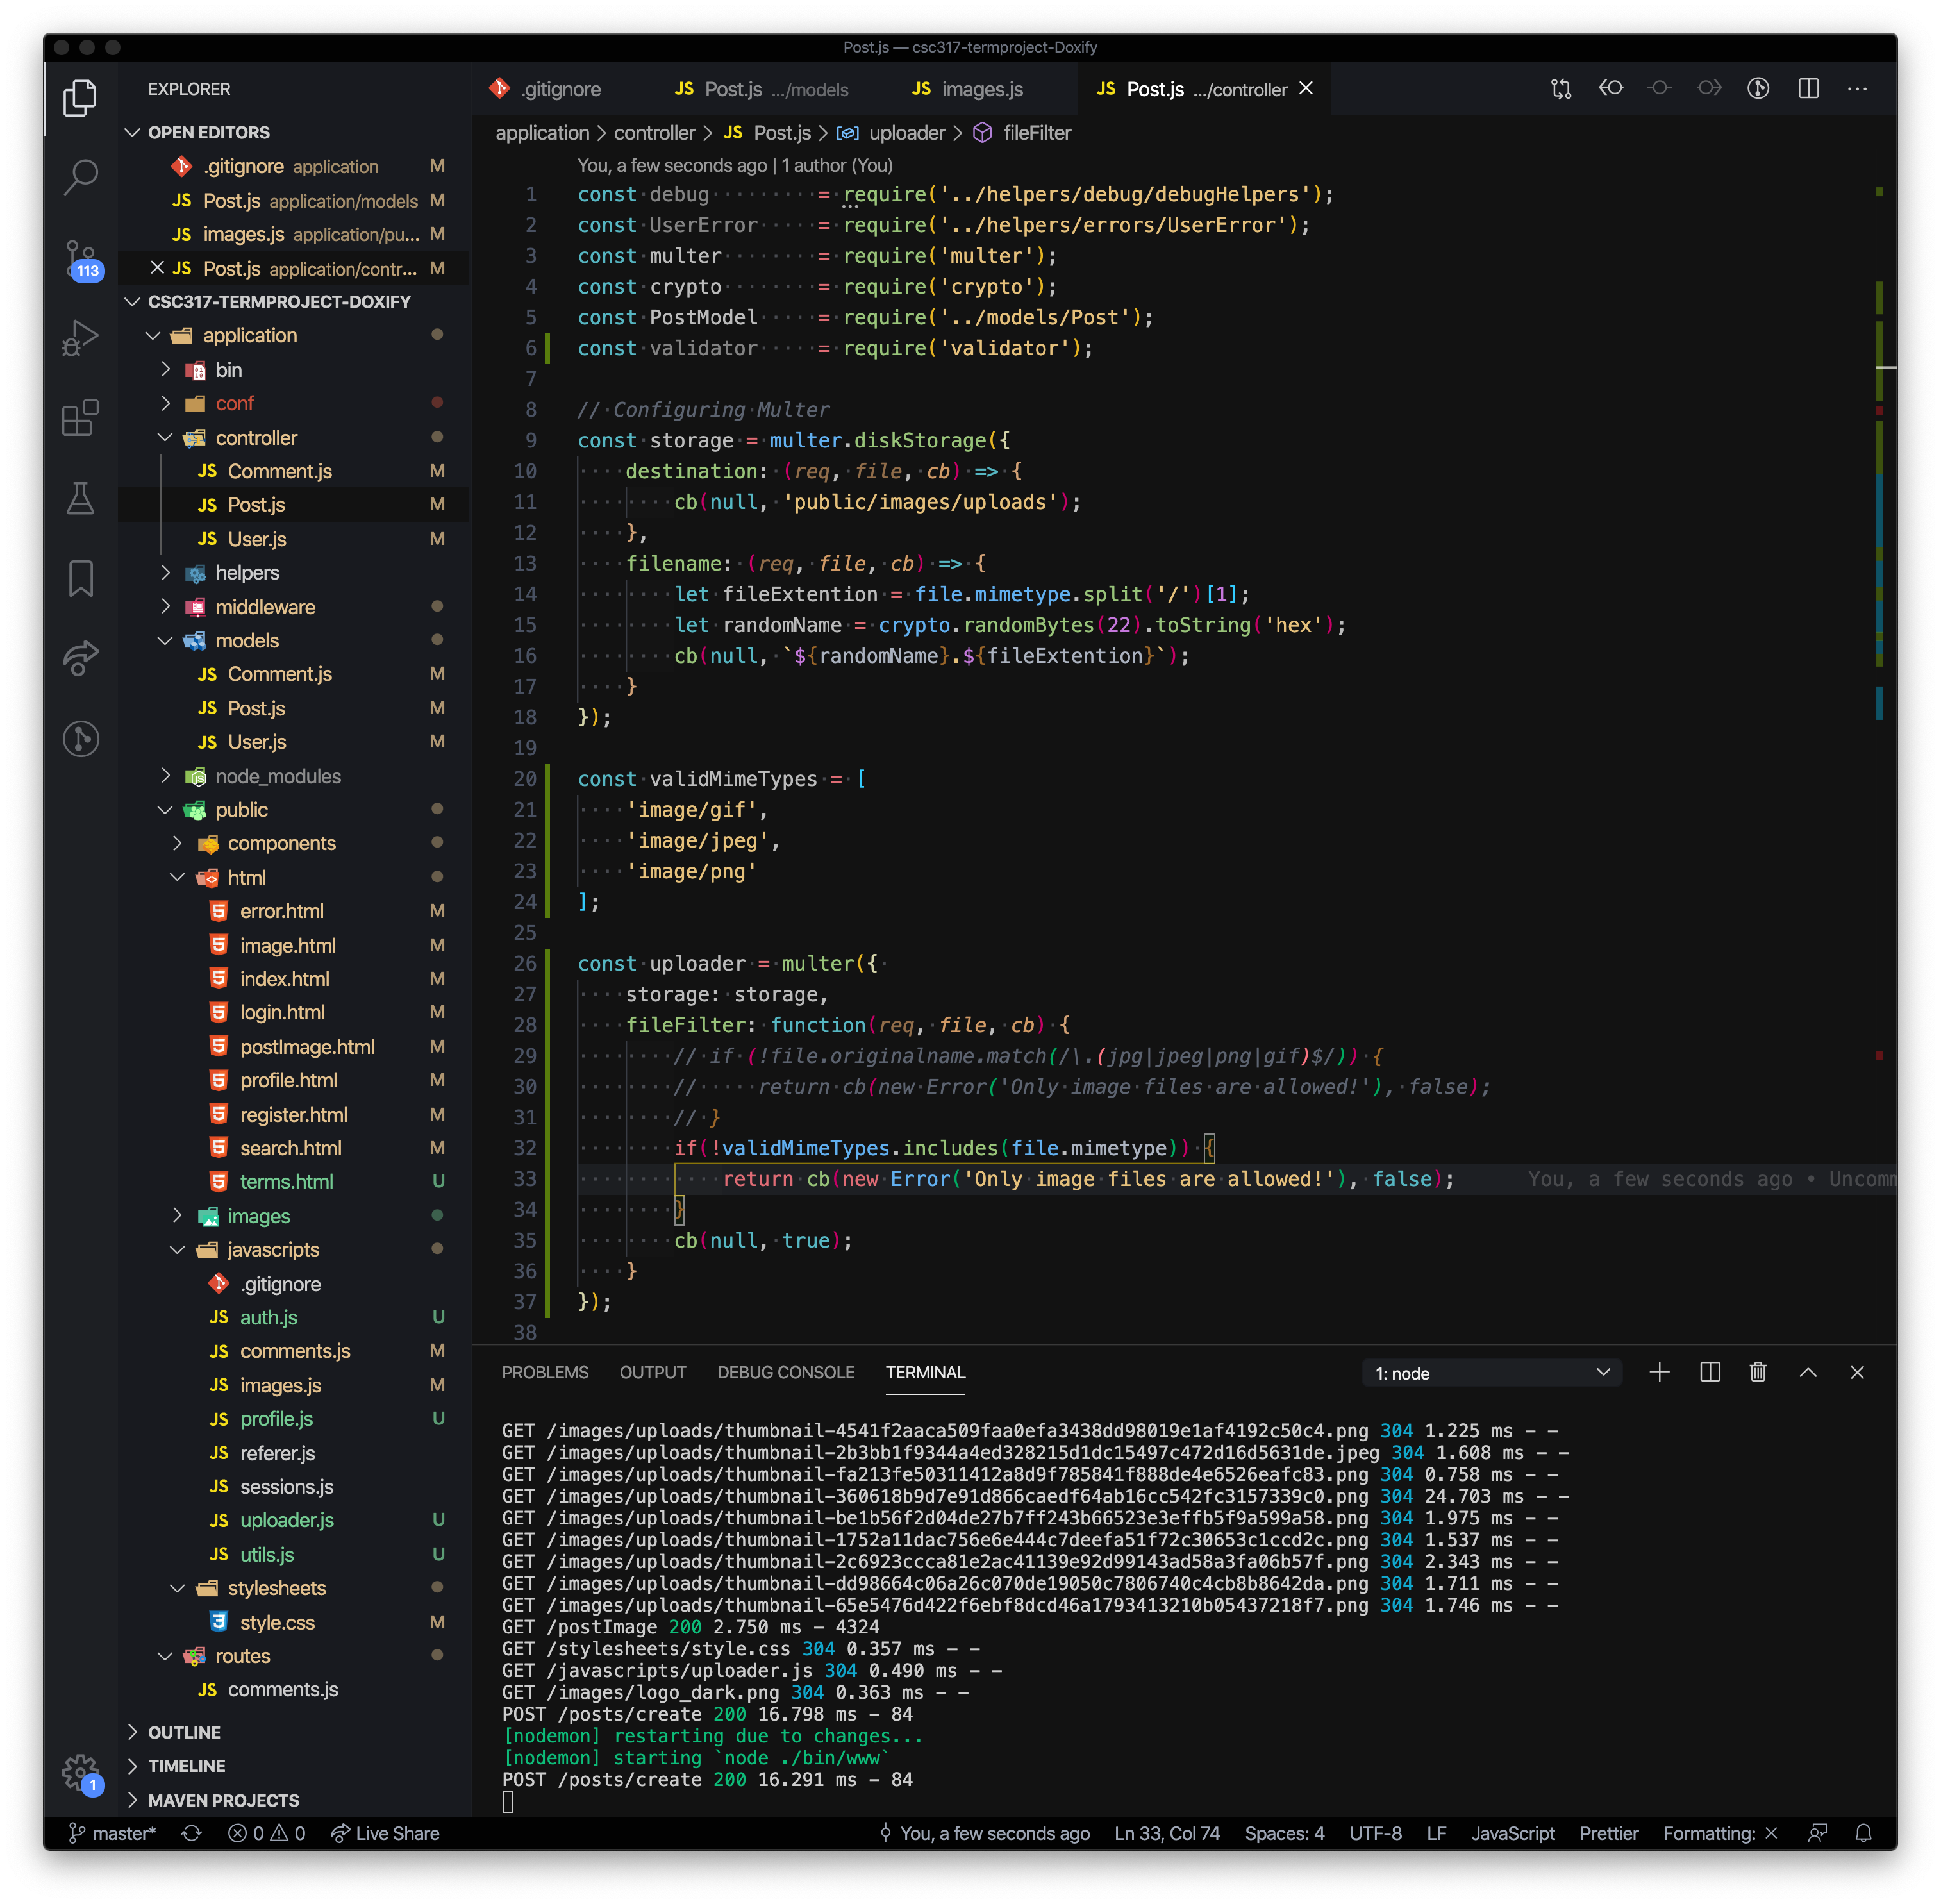 Post.js — csc317-termproject-Doxify
EXPLORER
OPEN EDITORS
.gitignore application M
JS Post.js application/models M
JS images.js application/pu... M
JS Post.js application/contr... M
CSC317-TERMPROJECT-DOXIFY
application
bin
conf
controller
JS Comment.js M
JS Post.js M
JS User.js M
helpers
middleware
models
JS Comment.js M
JS Post.js M
JS User.js M
node_modules
public
components
html
error.html M
image.html M
index.html M
login.html M
postImage.html M
profile.html M
register.html M
search.html M
terms.html U
images
javascripts
.gitignore
JS auth.js U
JS comments.js M
JS images.js M
JS profile.js U
JS referer.js
JS sessions.js
JS uploader.js U
JS utils.js U
stylesheets
style.css M
routes
JS comments.js
OUTLINE
TIMELINE
MAVEN PROJECTS
113
1
.gitignore JS Post.js .../models JS images.js JS Post.js .../controller
application > controller > JS Post.js > uploader > fileFilter
You, a few seconds ago | 1 author (You)
1 const debug = require('../helpers/debug/debugHelpers');
2 const UserError = require('../helpers/errors/UserError');
3 const multer = require('multer');
4 const crypto = require('crypto');
5 const PostModel = require('../models/Post');
6 const validator = require('validator');
7
8 // Configuring Multer
9 const storage = multer.diskStorage({
10 destination: (req, file, cb) => {
11 cb(null, 'public/images/uploads');
12 },
13 filename: (req, file, cb) => {
14 let fileExtention = file.mimetype.split('/')[1];
15 let randomName = crypto.randomBytes(22).toString('hex');
16 cb(null, `${randomName}.${fileExtention}`);
17 }
18 });
19
20 const validMimeTypes = [
21 'image/gif',
22 'image/jpeg',
23 'image/png'
24 ];
25
26 const uploader = multer({
27 storage: storage,
28 fileFilter: function(req, file, cb) {
29 // if (!file.originalname.match(/\.(jpg|jpeg|png|gif)$/)) {
30 // return cb(new Error('Only image files are allowed!'), false);
31 // }
32 if(!validMimeTypes.includes(file.mimetype)) {
33 return cb(new Error('Only image files are allowed!'), false); You, a few seconds ago • Uncomm
34 }
35 cb(null, true);
36 }
37 });
38
PROBLEMS OUTPUT DEBUG CONSOLE TERMINAL 1: node
GET /images/uploads/thumbnail-4541f2aaca509faa0efa3438dd98019e1af4192c50c4.png 304 1.225 ms - -
GET /images/uploads/thumbnail-2b3bb1f9344a4ed328215d1dc15497c472d16d5631de.jpeg 304 1.608 ms - -
GET /images/uploads/thumbnail-fa213fe50311412a8d9f785841f888de4e6526eafc83.png 304 0.758 ms - -
GET /images/uploads/thumbnail-360618b9d7e91d866caedf64ab16cc542fc3157339c0.png 304 24.703 ms - -
GET /images/uploads/thumbnail-be1b56f2d04de27b7ff243b66523e3effb5f9a599a58.png 304 1.975 ms - -
GET /images/uploads/thumbnail-1752a11dac756e6e444c7deefa51f72c30653c1ccd2c.png 304 1.537 ms - -
GET /images/uploads/thumbnail-2c6923ccca81e2ac41139e92d99143ad58a3fa06b57f.png 304 2.343 ms - -
GET /images/uploads/thumbnail-dd98664c06a26c070de19050c7806740c4cb8b8642da.png 304 1.711 ms - -
GET /images/uploads/thumbnail-65e5476d422f6ebf8dcd46a1793413210b05437218f7.png 304 1.746 ms - -
GET /postImage 200 2.750 ms - 4324
GET /stylesheets/style.css 304 0.357 ms - -
GET /javascripts/uploader.js 304 0.490 ms - -
GET /images/logo_dark.png 304 0.363 ms - -
POST /posts/create 200 16.798 ms - 84
[nodemon] restarting due to changes...
[nodemon] starting `node ./bin/www`
POST /posts/create 200 16.291 ms - 84
master* 0 0 Live Share You, a few seconds ago Ln 33, Col 74 Spaces: 4 UTF-8 LF JavaScript Prettier Formatting: ×